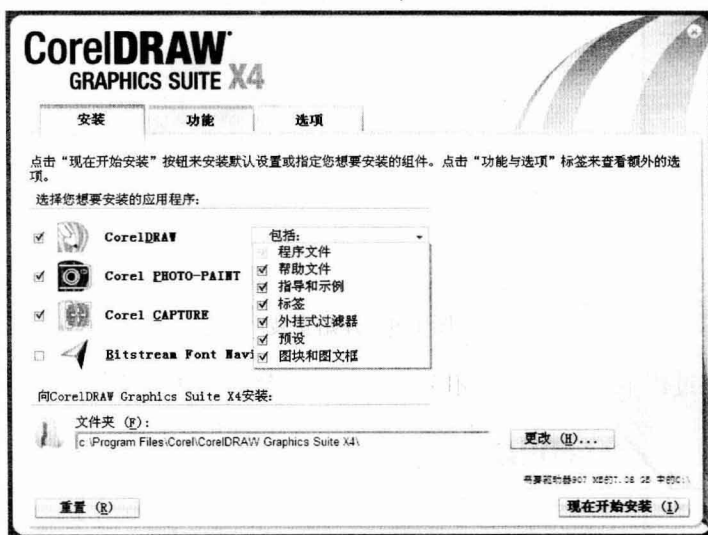 CorelDRAW
GRAPHICS SUITE X4
安装 功能 选项
点击“现在开始安装”按钮来安装默认设置或指定您想要安装的组件。点击“功能与选项”标签来查看额外的选
项。
选择您想要安装的应用程序:
CorelDRAW
包括:
程序文件
帮助文件
指导和示例
标签
外挂式过滤器
预设
图块和图文框
Corel PHOTO-PAINT
Corel CAPTURE
Bitstream Font Navi
向CorelDRAW Graphics Suite X4安装:
文件夹 (F):
c:\Program Files\Corel\CorelDRAW Graphics Suite X4\
更改 (H)...
重置 (R)
现在开始安装 (I)